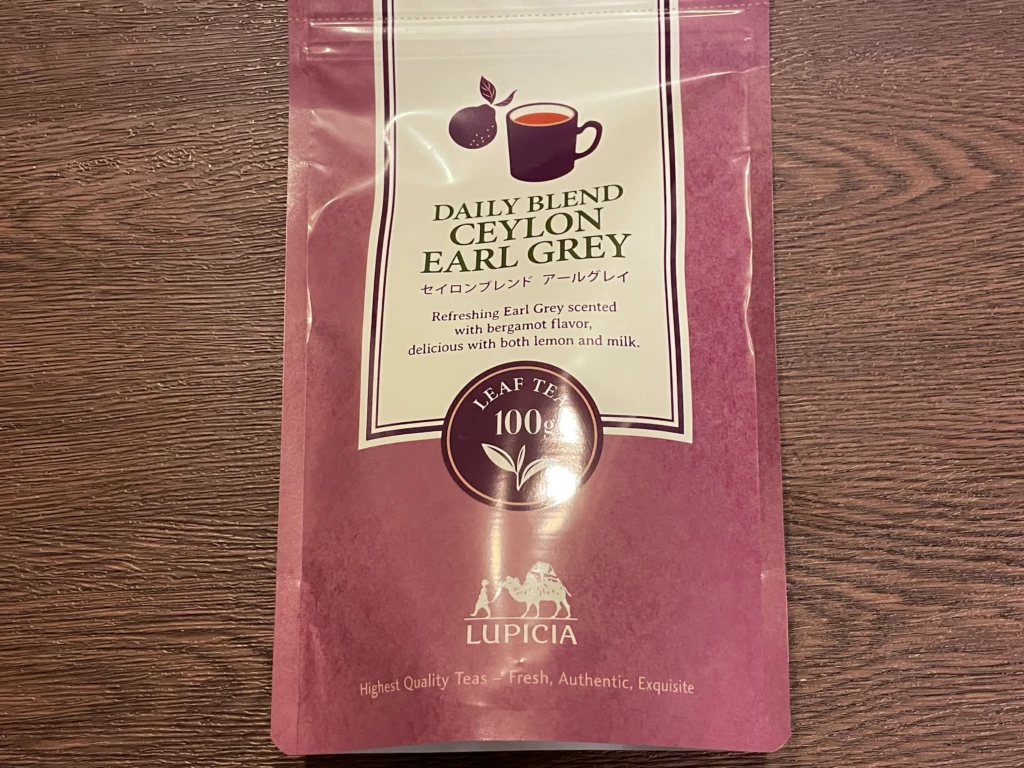 DAILY BLEND
CEYLON
EARL GREY
セイロンブレンド アールグレイ
Refreshing Earl Grey scented
with bergamot flavor,
delicious with both lemon and milk.
LEAF TEA
100g
LUPICIA
Highest Quality Teas – Fresh, Authentic, Exquisite